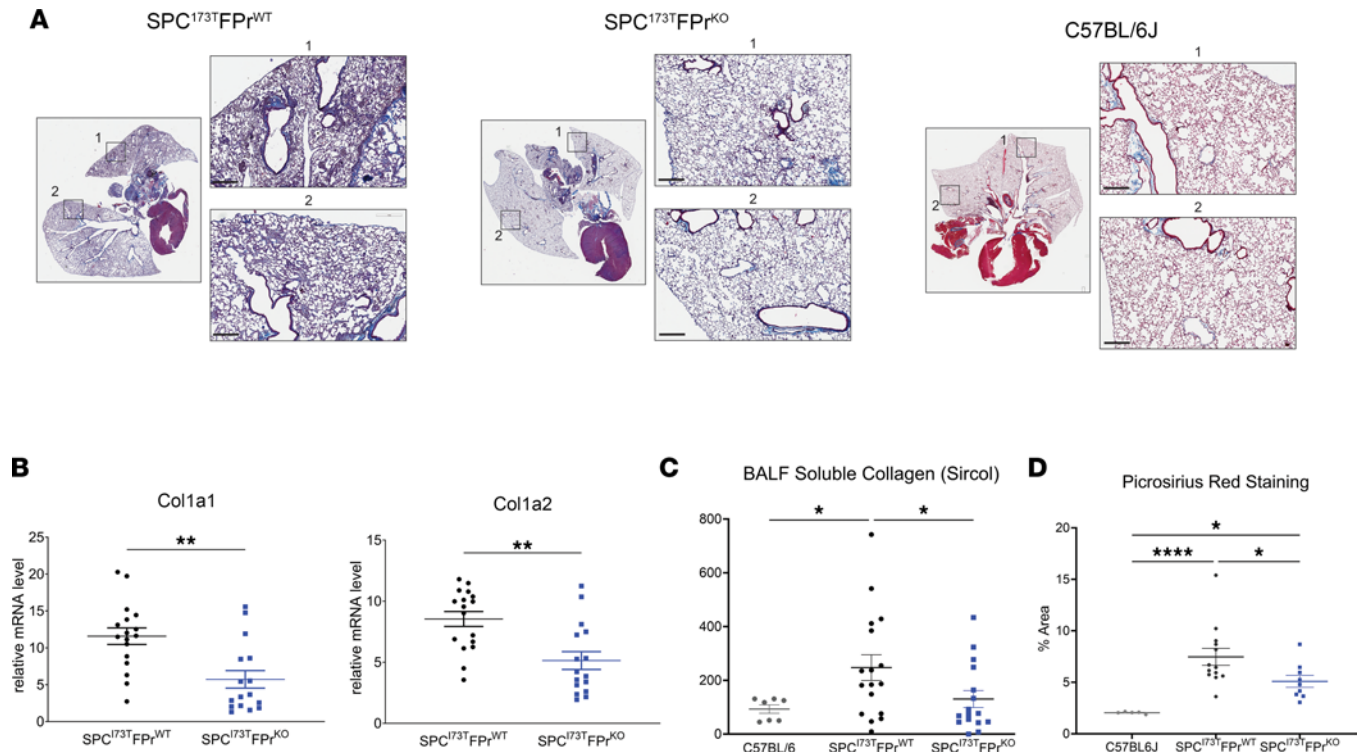 A
SPC¹⁷³ᵀFPrᵂᵀ
SPC¹⁷³ᵀFPrᴷᴼ
C57BL/6J
1
1
1
1
2
1
2
1
2
2
2
2
B
Col1a1
relative mRNA level
25
20
15
10
5
0
**
SPCᴵ⁷³ᵀFPrᵂᵀ
SPCᴵ⁷³ᵀFPrᴷᴼ
Col1a2
relative mRNA level
15
10
5
0
**
SPCᴵ⁷³ᵀFPrᵂᵀ
SPCᴵ⁷³ᵀFPrᴷᴼ
C
BALF Soluble Collagen (Sircol)
800
600
400
200
0
*
*
C57BL/6
SPCᴵ⁷³ᵀFPrᵂᵀ
SPCᴵ⁷³ᵀFPrᴷᴼ
D
Picrosirius Red Staining
% Area
20
15
10
5
0
*
****
*
C57BL6J
SPCᴵ⁷³ᵀFPrᵂᵀ
SPCᴵ⁷³ᵀFPrᴷᴼ